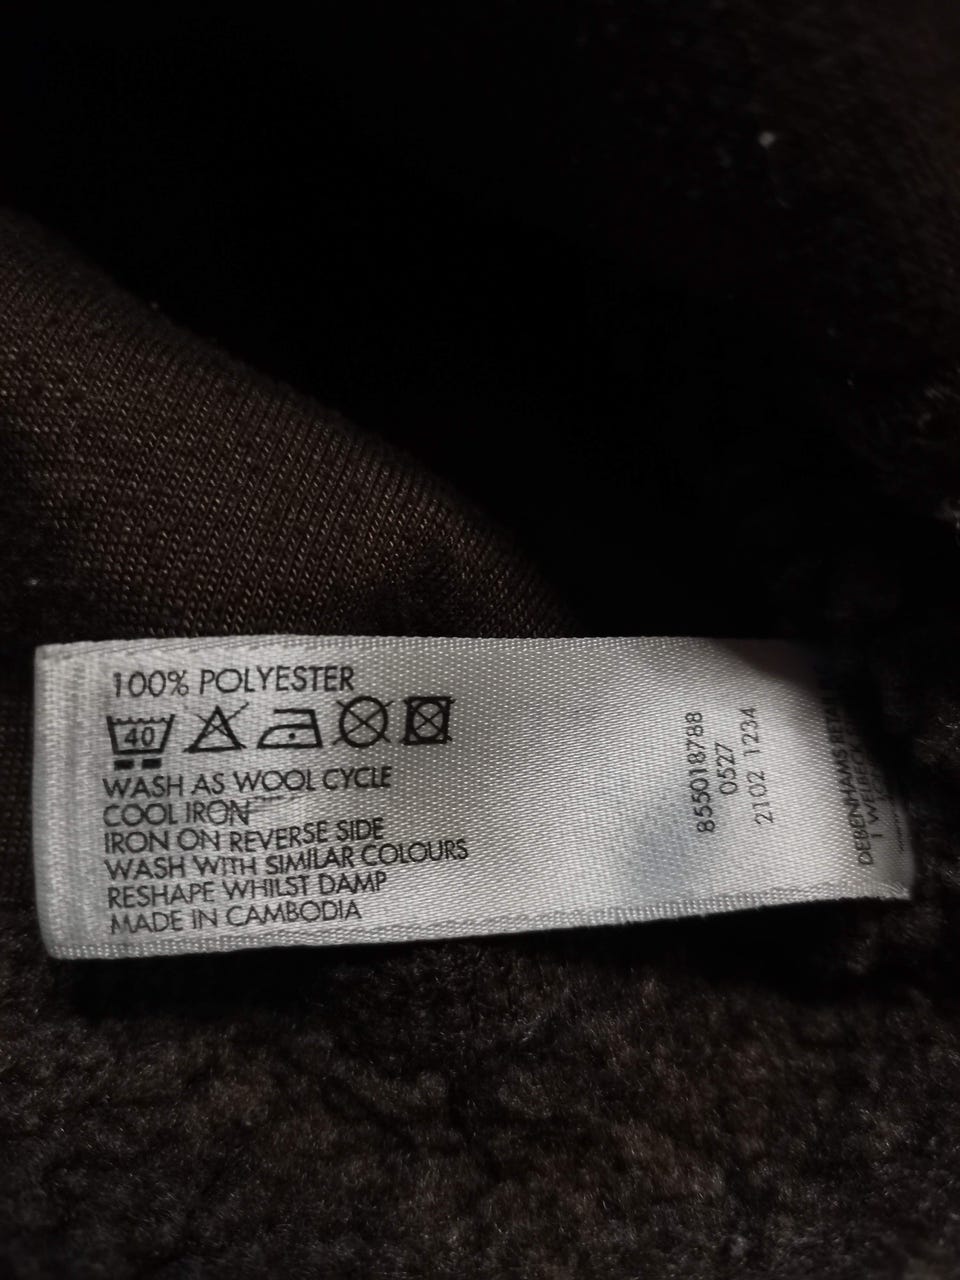 100% POLYESTER
40
WASH AS WOOL CYCLE
COOL IRON
IRON ON REVERSE SIDE
WASH WITH SIMILAR COLOURS
RESHAPE WHILST DAMP
MADE IN CAMBODIA
855018788
0527
2102 1234
DEBENHAMS
1